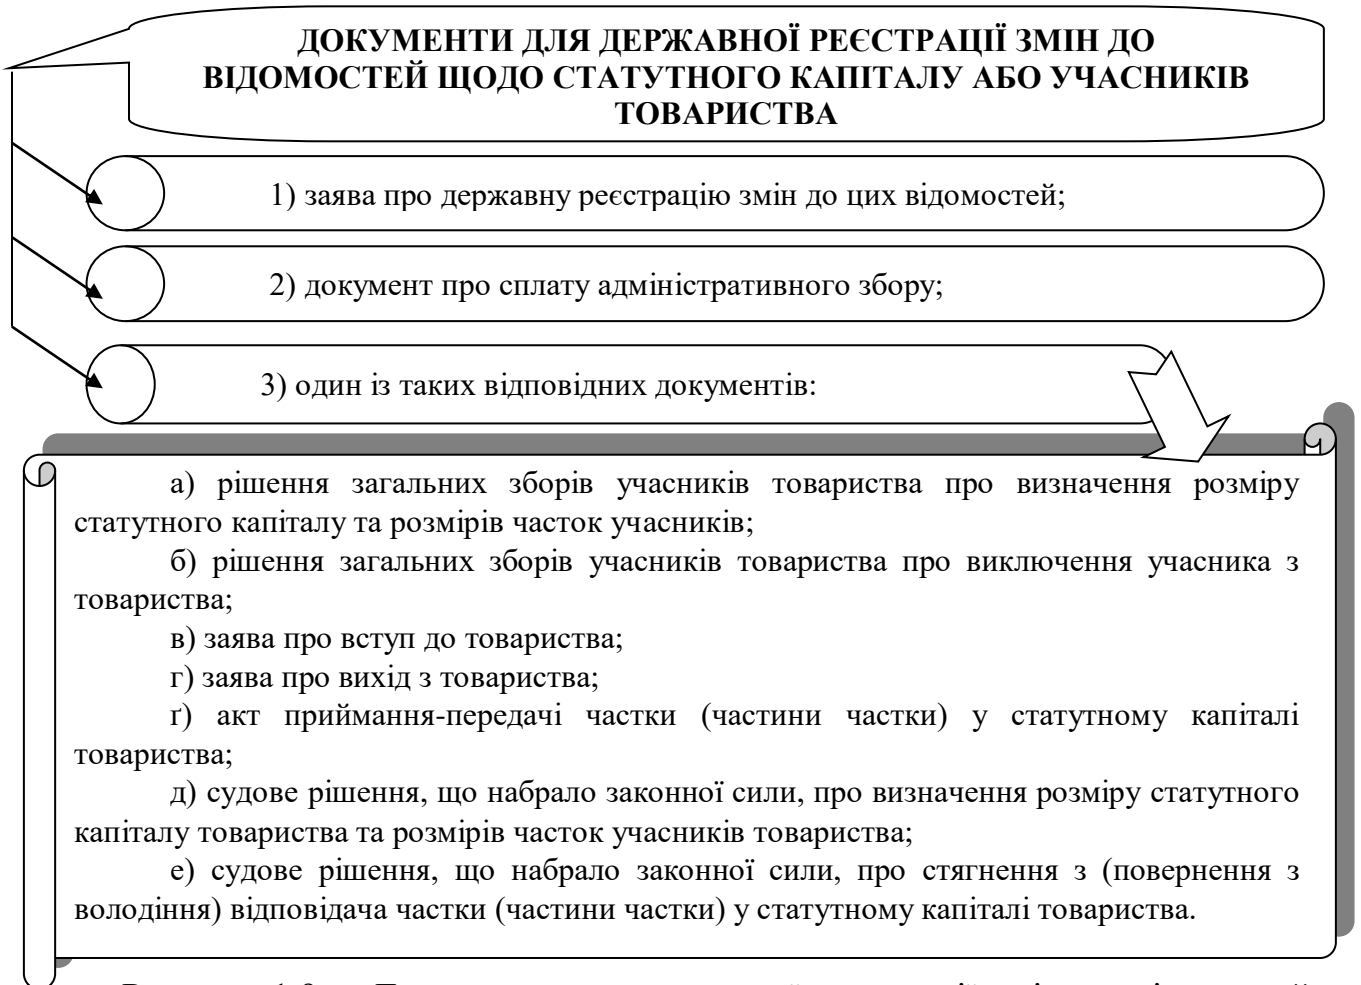 ДОКУМЕНТИ ДЛЯ ДЕРЖАВНОЇ РЕЄСТРАЦІЇ ЗМІН ДО
ВІДОМОСТЕЙ ЩОДО СТАТУТНОГО КАПІТАЛУ АБО УЧАСНИКІВ
ТОВАРИСТВА
1) заява про державну реєстрацію змін до цих відомостей;
2) документ про сплату адміністративного збору;
3) один із таких відповідних документів:
а) рішення загальних зборів учасників товариства про визначення розміру
статутного капіталу та розмірів часток учасників;
б) рішення загальних зборів учасників товариства про виключення учасника з
товариства;
в) заява про вступ до товариства;
г) заява про вихід з товариства;
ґ) акт приймання-передачі частки (частини частки) у статутному капіталі
товариства;
д) судове рішення, що набрало законної сили, про визначення розміру статутного
капіталу товариства та розмірів часток учасників товариства;
е) судове рішення, що набрало законної сили, про стягнення з (повернення з
володіння) відповідача частки (частини частки) у статутному капіталі товариства.